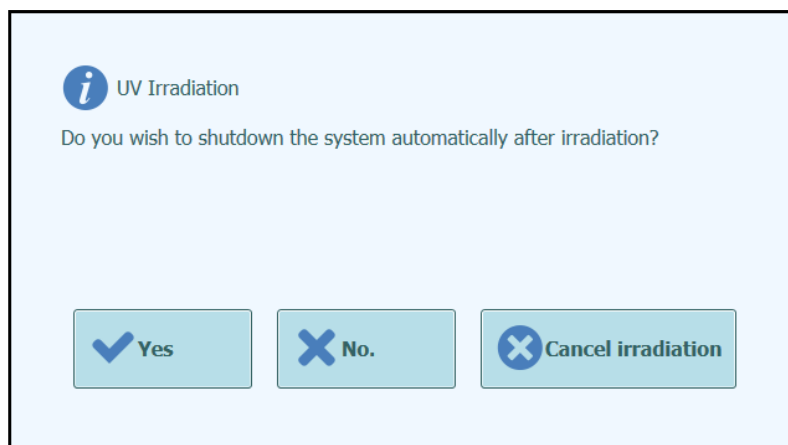 UV Irradiation
Do you wish to shutdown the system automatically after irradiation?
Yes
No.
Cancel irradiation